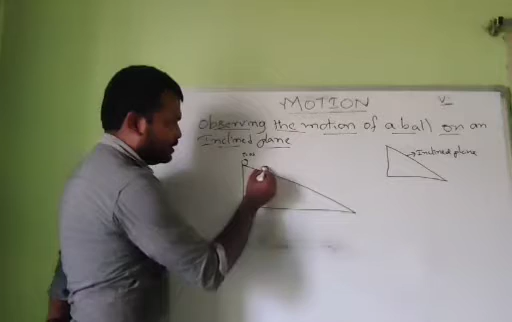 MOTION
Observing the motion of a ball on an
Inclined plane
Inclined plane